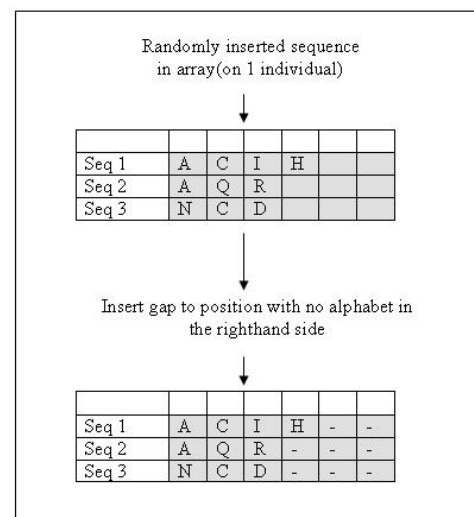 Randomly inserted sequence
in array(on 1 individual)
Seq 1 A C I H
Seq 2 A Q R
Seq 3 N C D
Insert gap to position with no alphabet in
the righthand side
Seq 1 A C I H - -
Seq 2 A Q R - - -
Seq 3 N C D - - -